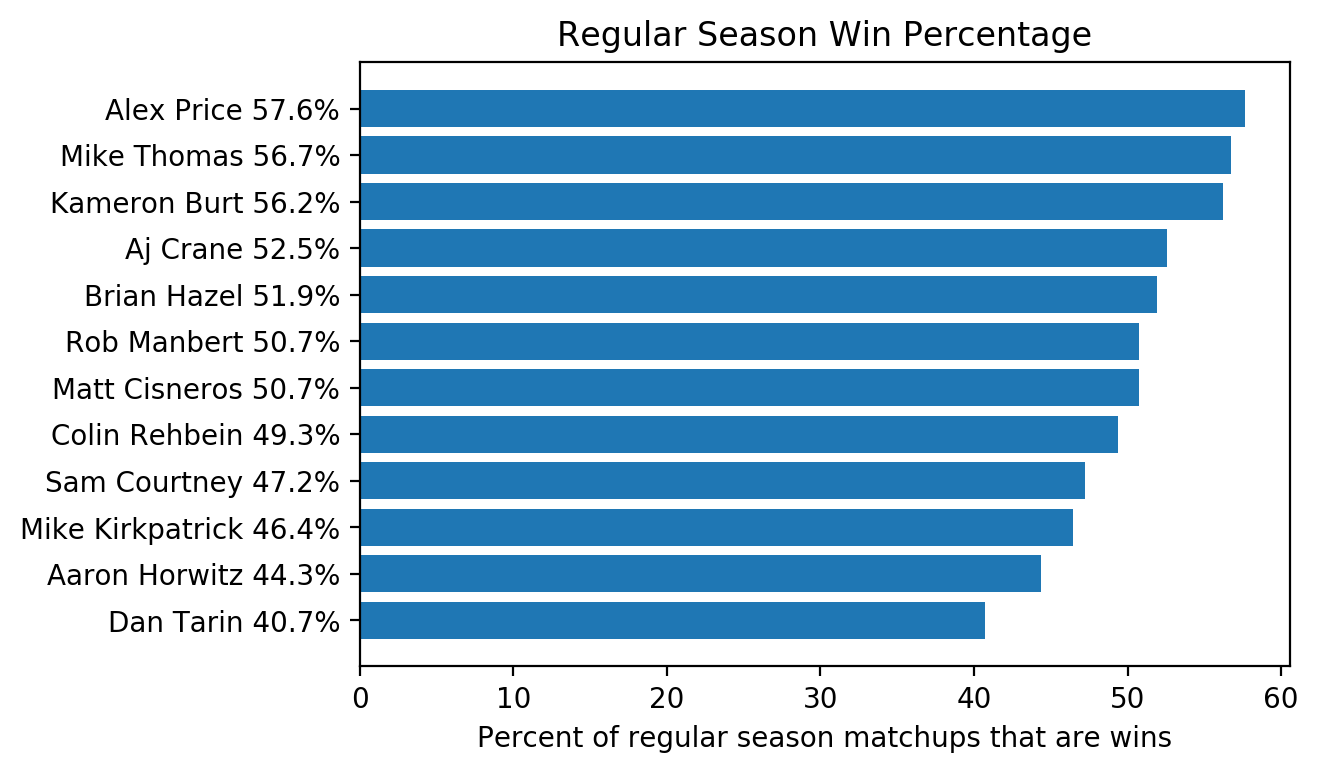 Regular Season Win Percentage
Alex Price 57.6%
Mike Thomas 56.7%
Kameron Burt 56.2%
Aj Crane 52.5%
Brian Hazel 51.9%
Rob Manbert 50.7%
Matt Cisneros 50.7%
Colin Rehbein 49.3%
Sam Courtney 47.2%
Mike Kirkpatrick 46.4%
Aaron Horwitz 44.3%
Dan Tarin 40.7%
0 10 20 30 40 50 60
Percent of regular season matchups that are wins